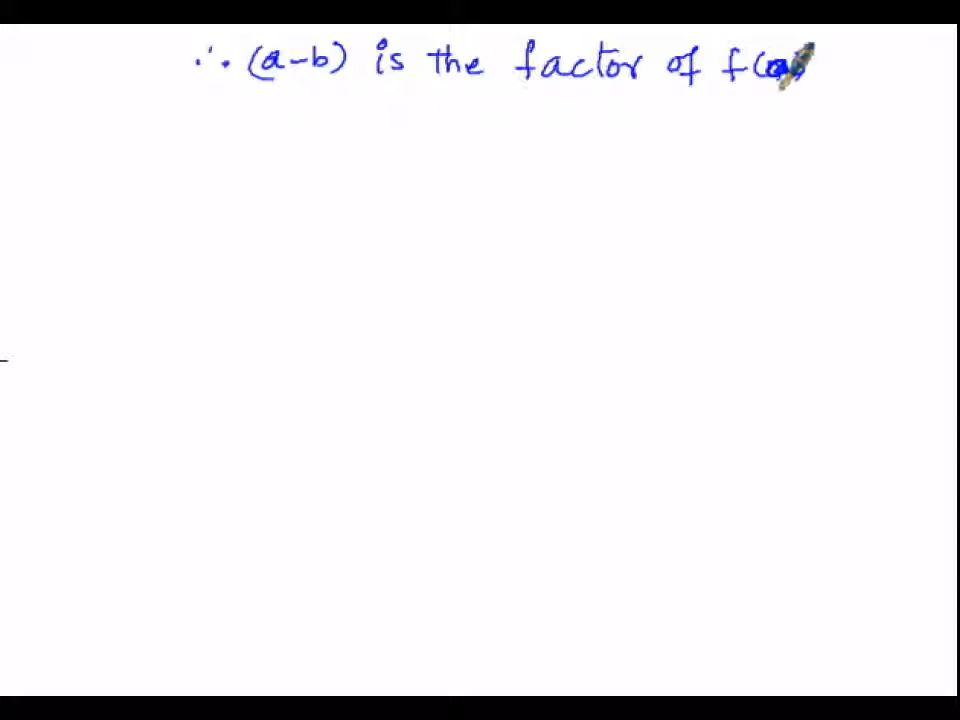 ∴ (a-b) is the factor of f(a)